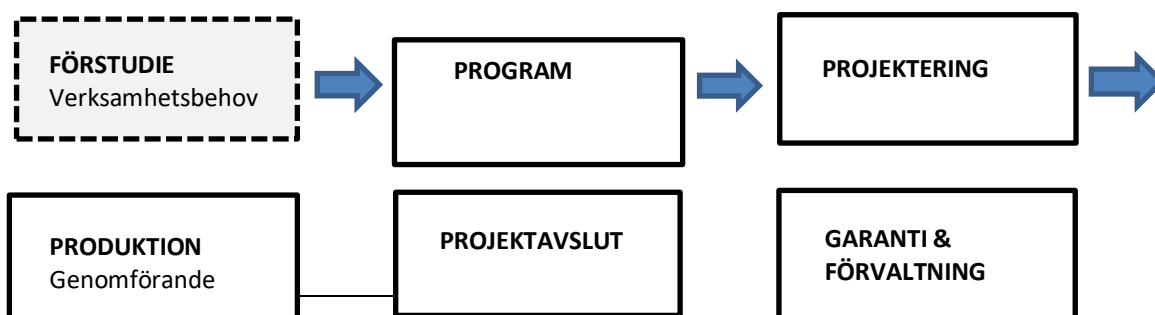 FÖRSTUDIE
Verksamhetsbehov
PROGRAM
PROJEKTERING
PRODUKTION
Genomförande
PROJEKTAVSLUT
GARANTI &
FÖRVALTNING